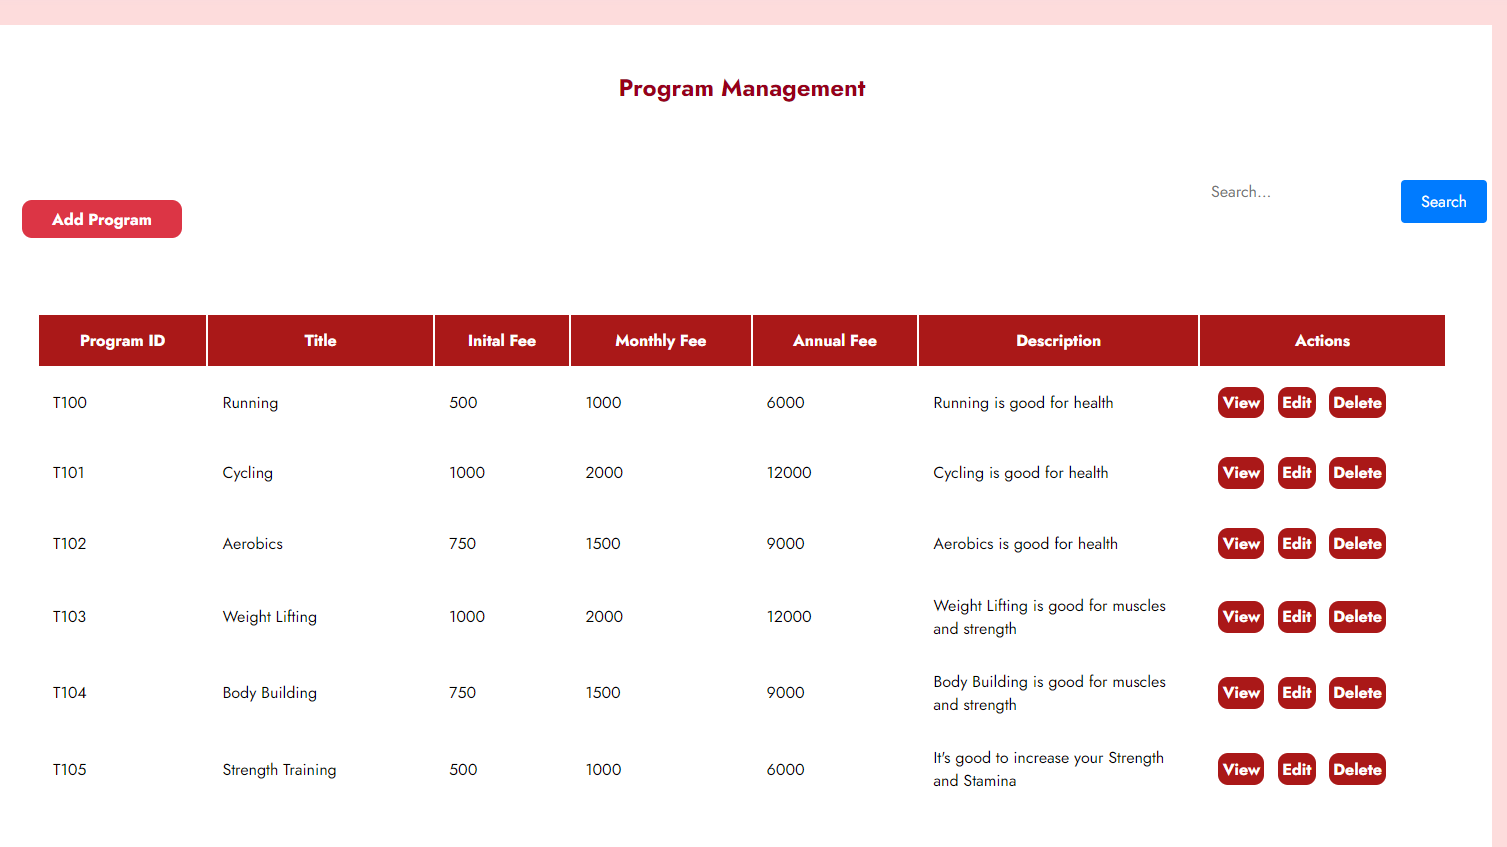 Program Management
Search...
Search
Add Program
Program ID Title Inital Fee Monthly Fee Annual Fee Description Actions
T100 Running 500 1000 6000 Running is good for health View Edit Delete
T101 Cycling 1000 2000 12000 Cycling is good for health View Edit Delete
T102 Aerobics 750 1500 9000 Aerobics is good for health View Edit Delete
T103 Weight Lifting 1000 2000 12000 Weight Lifting is good for muscles
and strength View Edit Delete
T104 Body Building 750 1500 9000 Body Building is good for muscles
and strength View Edit Delete
T105 Strength Training 500 1000 6000 It's good to increase your Strength
and Stamina View Edit Delete